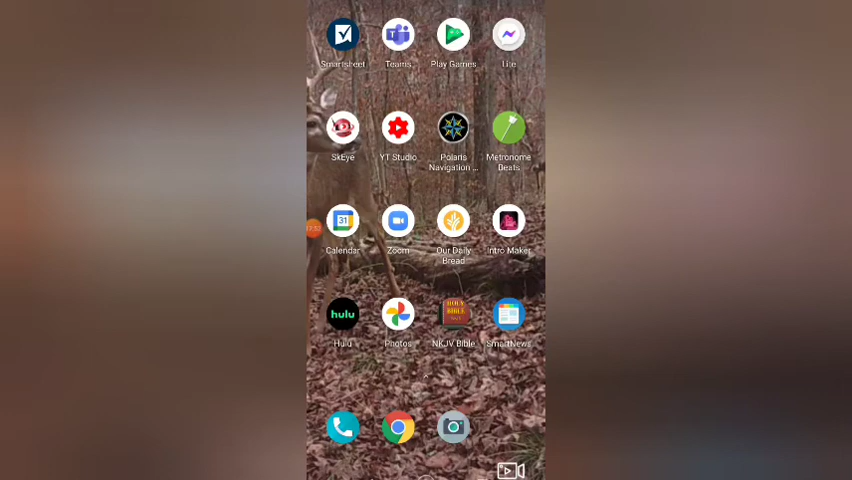 Smartsheet
Teams
Play Games
Lite
SkEye
YT Studio
Polaris
Navigation ...
Metronome
Beats
31
Calendar
Zoom
Our Daily
Bread
Intro Maker
hulu
HOLY
BIBLE
Hulu
Photos
NKJV Bible
SmartNews